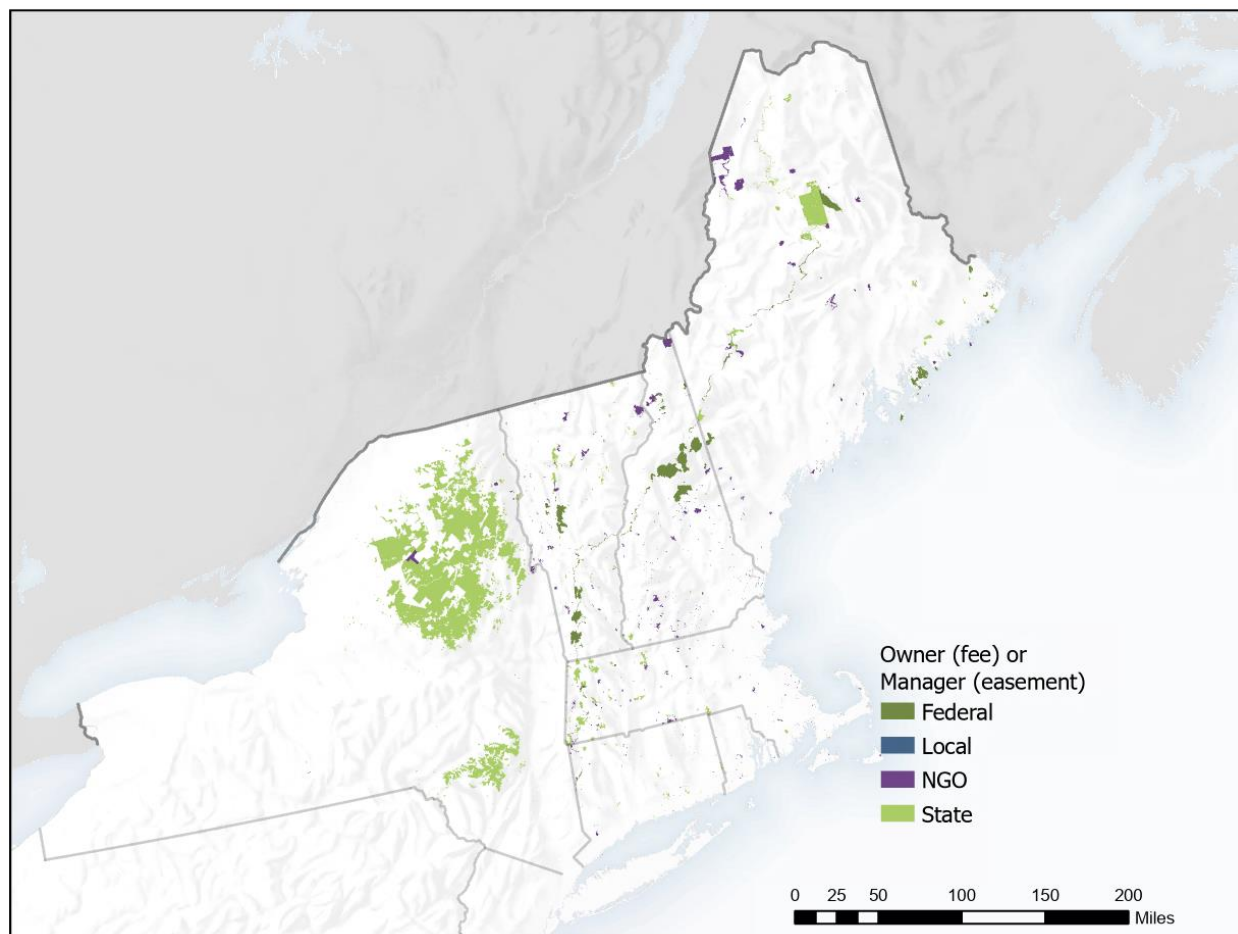 Owner (fee) or
Manager (easement)
Federal
Local
NGO
State
0 25 50 100 150 200
Miles